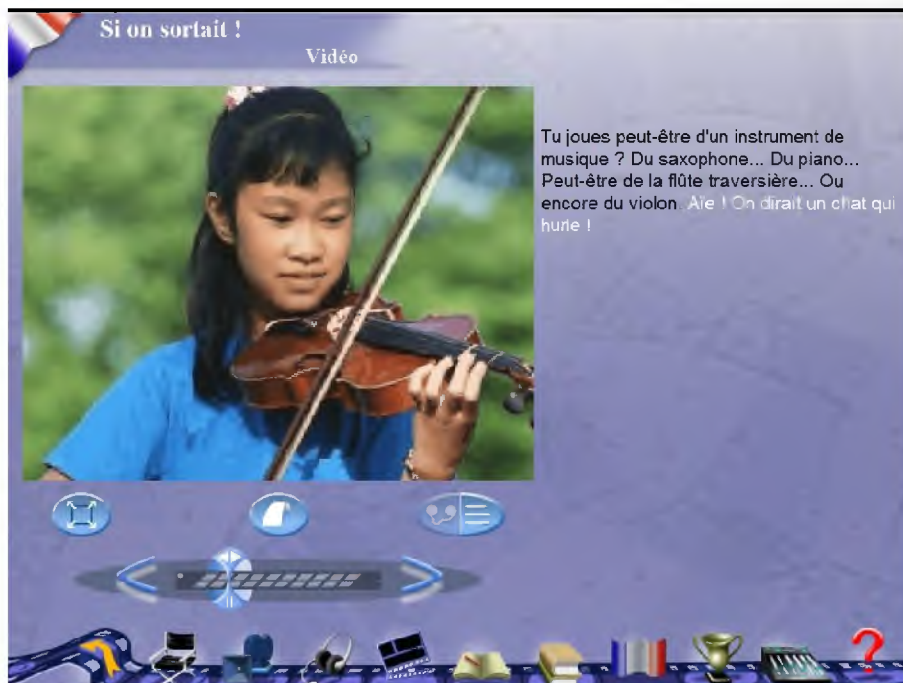 Si on sortait !
Vidéo
Tu joues peut-être d'un instrument de
musique ? Du saxophone... Du piano...
Peut-être de la flûte traversière... Ou
encore du violon. Aïe ! On dirait un chat qui
hurle !
?